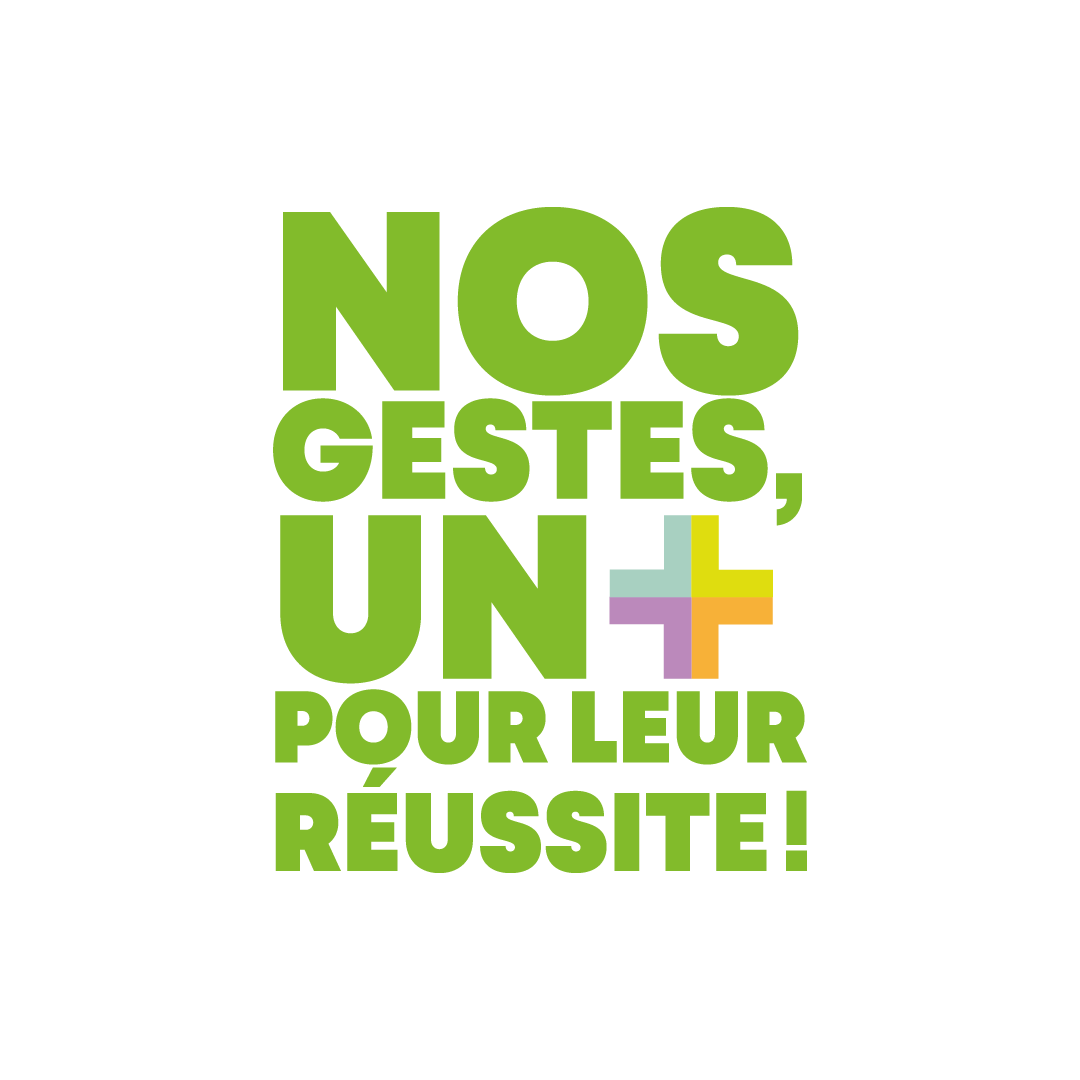 NOS
GESTES,
UN +
POUR LEUR
RÉUSSITE !